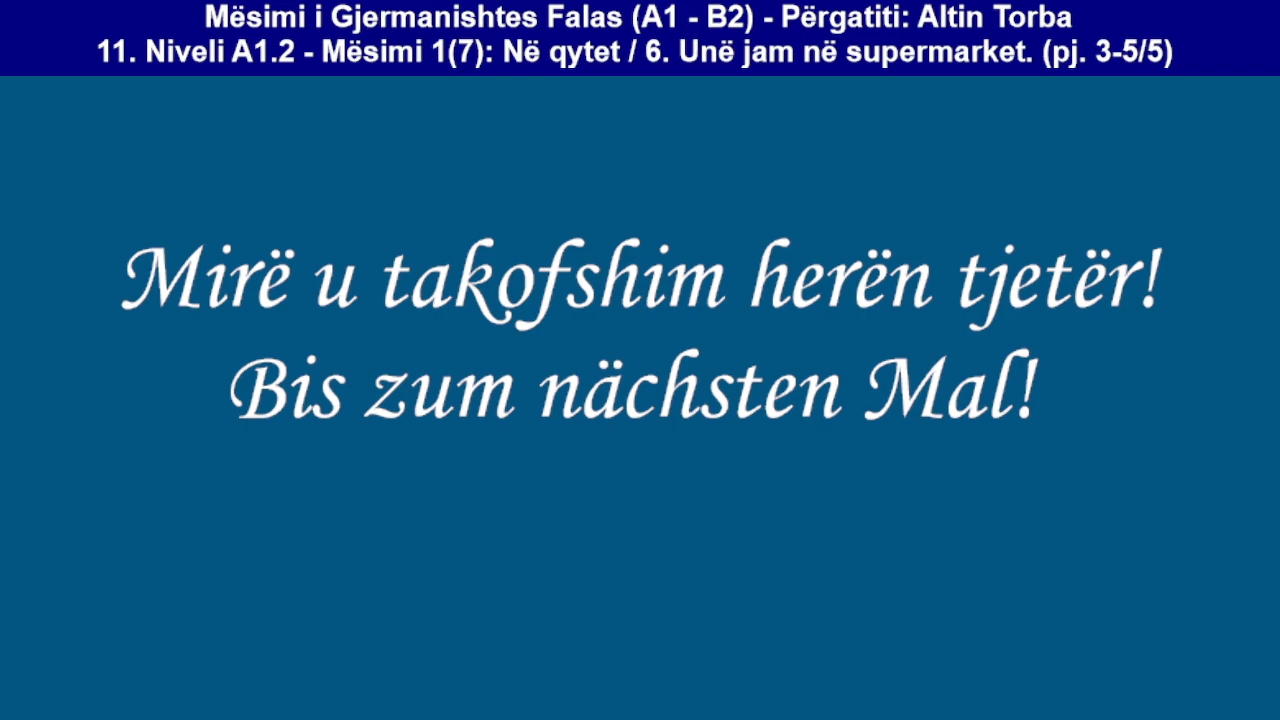 Mësimi i Gjermanishtes Falas (A1 - B2) - Përgatiti: Altin Torba
11. Niveli A1.2 - Mësimi 1(7): Në qytet / 6. Unë jam në supermarket. (pj. 3-5/5)
Mirë u takofshim herën tjetër!
Bis zum nächsten Mal!